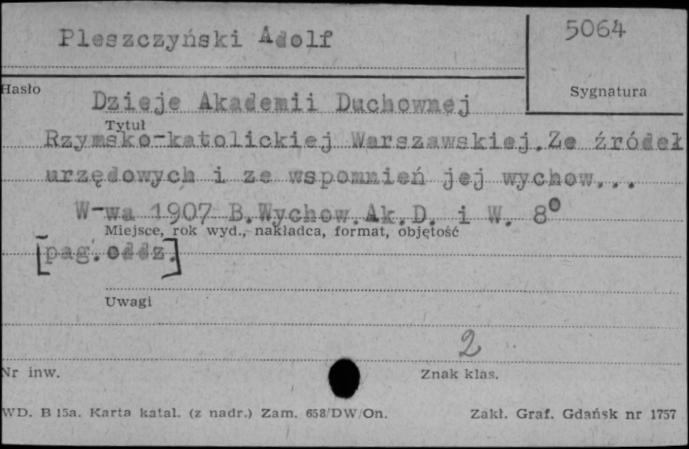 Pleszczyński Adolf
5064
Hasło
Sygnatura
Dzieje Akademii Duchownej
Tytuł
Rzymsko-katolickiej Warszawskiej.Ze źródeł
urzędowych i ze wspomnień jej wychow...
W-wa 1907 B.Wychow.Ak.D. i W. 8°
Miejsce, rok wyd., nakładca, format, objętość
[pag.oddz.]
Uwagi
2
Nr inw.
Znak klas.
WD. B 15a. Karta katal. (z nadr.) Zam. 658/DW/On.
Zakł. Graf. Gdańsk nr 1757